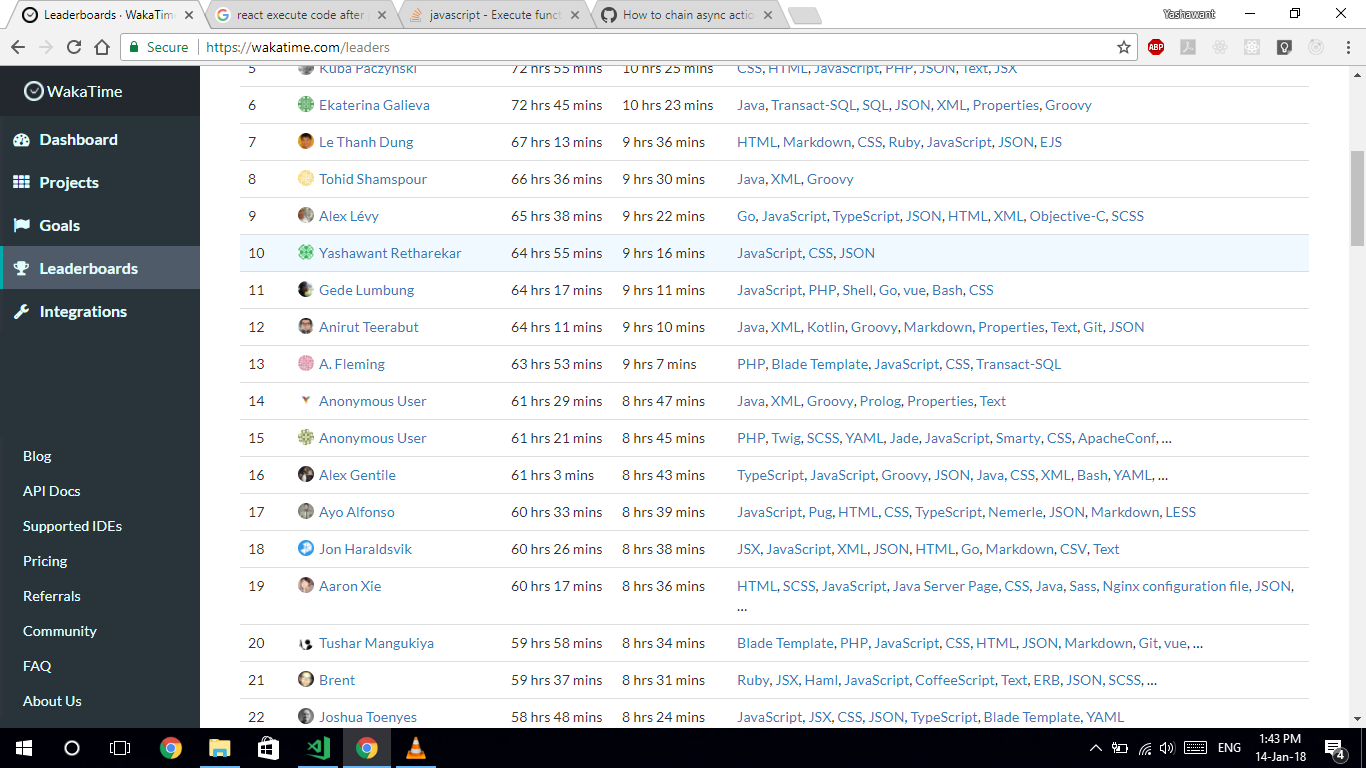 Leaderboards · WakaTime
react execute code after
javascript - Execute funct
How to chain async actio
Yashawant
Secure
https://wakatime.com/leaders
ABP
WakaTime
Dashboard
Projects
Goals
Leaderboards
Integrations
Blog
API Docs
Supported IDEs
Pricing
Referrals
Community
FAQ
About Us
5 Kuba Paczyński 72 hrs 55 mins 10 hrs 25 mins CSS, HTML, JavaScript, PHP, JSON, Text, JSX
6 Ekaterina Galieva 72 hrs 45 mins 10 hrs 23 mins Java, Transact-SQL, SQL, JSON, XML, Properties, Groovy
7 Le Thanh Dung 67 hrs 13 mins 9 hrs 36 mins HTML, Markdown, CSS, Ruby, JavaScript, JSON, EJS
8 Tohid Shamspour 66 hrs 36 mins 9 hrs 30 mins Java, XML, Groovy
9 Alex Lévy 65 hrs 38 mins 9 hrs 22 mins Go, JavaScript, TypeScript, JSON, HTML, XML, Objective-C, SCSS
10 Yashawant Retharekar 64 hrs 55 mins 9 hrs 16 mins JavaScript, CSS, JSON
11 Gede Lumbung 64 hrs 17 mins 9 hrs 11 mins JavaScript, PHP, Shell, Go, vue, Bash, CSS
12 Anirut Teerabut 64 hrs 11 mins 9 hrs 10 mins Java, XML, Kotlin, Groovy, Markdown, Properties, Text, Git, JSON
13 A. Fleming 63 hrs 53 mins 9 hrs 7 mins PHP, Blade Template, JavaScript, CSS, Transact-SQL
14 Anonymous User 61 hrs 29 mins 8 hrs 47 mins Java, XML, Groovy, Prolog, Properties, Text
15 Anonymous User 61 hrs 21 mins 8 hrs 45 mins PHP, Twig, SCSS, YAML, Jade, JavaScript, Smarty, CSS, ApacheConf, ...
16 Alex Gentile 61 hrs 3 mins 8 hrs 43 mins TypeScript, JavaScript, Groovy, JSON, Java, CSS, XML, Bash, YAML, ...
17 Ayo Alfonso 60 hrs 33 mins 8 hrs 39 mins JavaScript, Pug, HTML, CSS, TypeScript, Nemerle, JSON, Markdown, LESS
18 Jon Haraldsvik 60 hrs 26 mins 8 hrs 38 mins JSX, JavaScript, XML, JSON, HTML, Go, Markdown, CSV, Text
19 Aaron Xie 60 hrs 17 mins 8 hrs 36 mins HTML, SCSS, JavaScript, Java Server Page, CSS, Java, Sass, Nginx configuration file, JSON,
...
20 Tushar Mangukiya 59 hrs 58 mins 8 hrs 34 mins Blade Template, PHP, JavaScript, CSS, HTML, JSON, Markdown, Git, vue, ...
21 Brent 59 hrs 37 mins 8 hrs 31 mins Ruby, JSX, Haml, JavaScript, CoffeeScript, Text, ERB, JSON, SCSS, ...
22 Joshua Toenyes 58 hrs 48 mins 8 hrs 24 mins JavaScript, JSX, CSS, JSON, TypeScript, Blade Template, YAML
ENG
1:43 PM
14-Jan-18
4